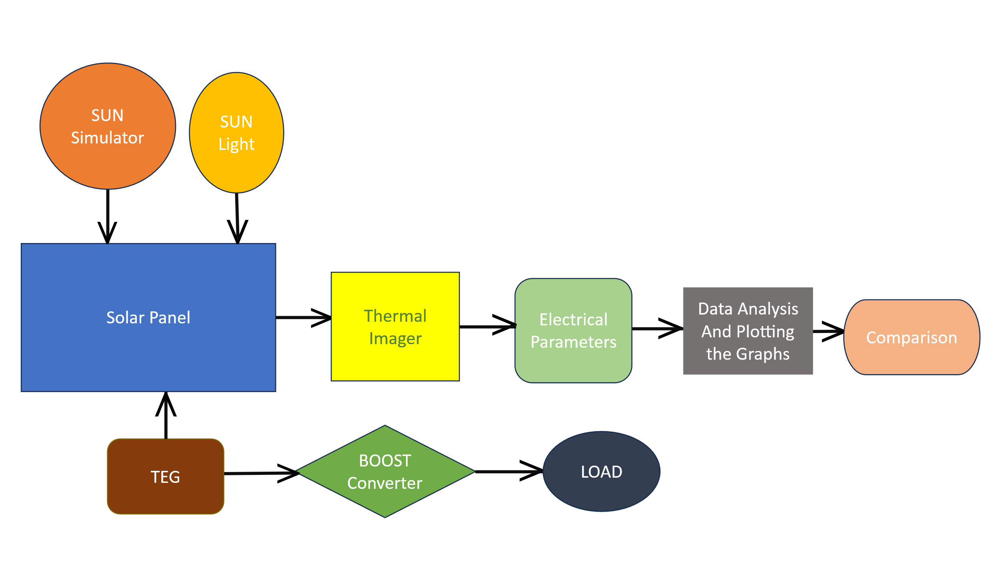 SUN
Simulator
SUN
Light
Solar Panel
Thermal
Imager
Electrical
Parameters
Data Analysis
And Plotting
the Graphs
Comparison
TEG
BOOST
Converter
LOAD